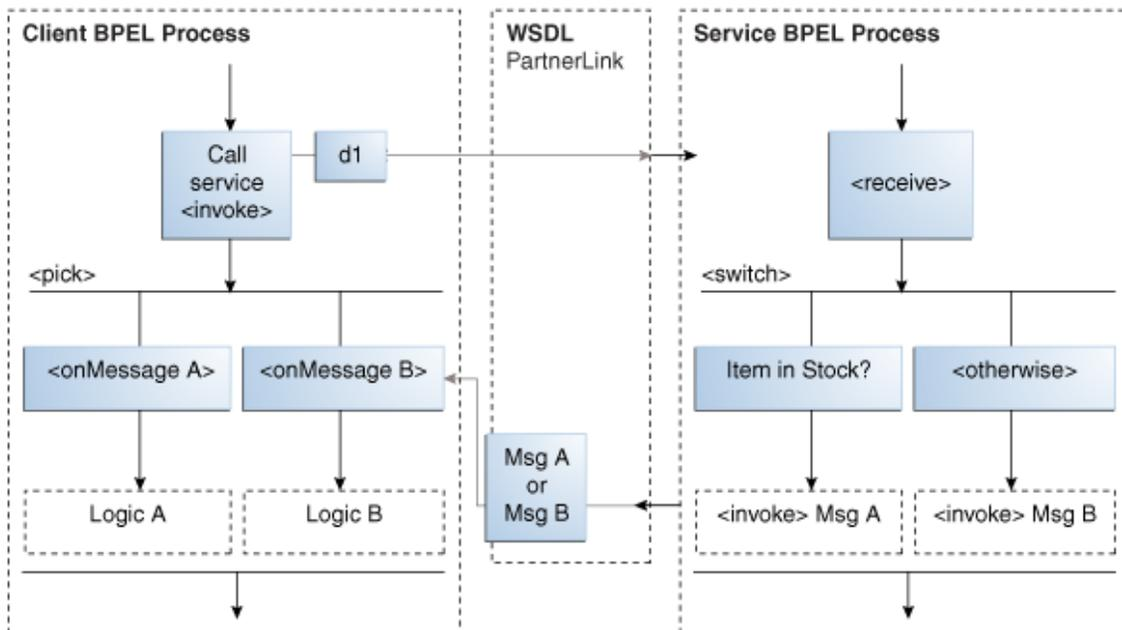 Client BPEL Process
WSDL
PartnerLink
Service BPEL Process
Call
service
<invoke>
d1
<receive>
<pick>
<switch>
<onMessage A>
<onMessage B>
Item in Stock?
<otherwise>
Msg A
or
Msg B
Logic A
Logic B
<invoke> Msg A
<invoke> Msg B